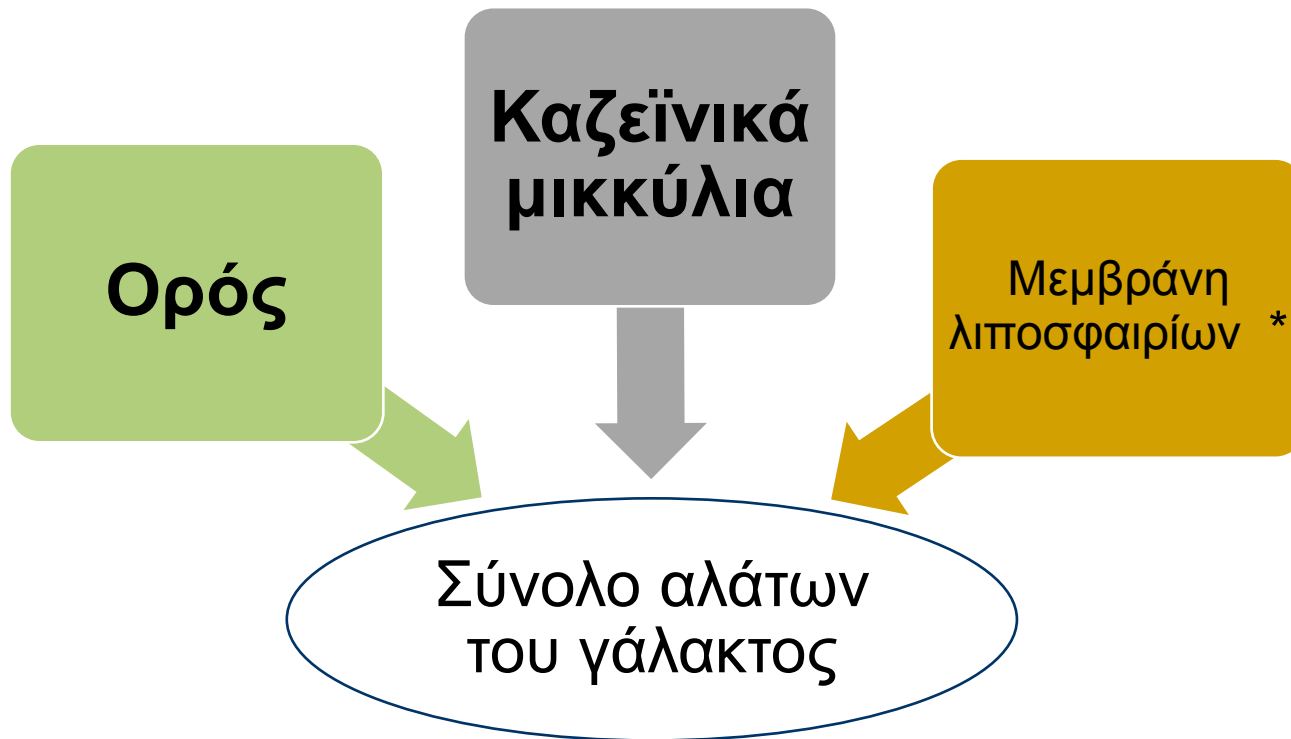 Καζεϊνικά
μικκύλια
Ορός
Μεμβράνη
λιποσφαιρίων *
Σύνολο αλάτων
του γάλακτος